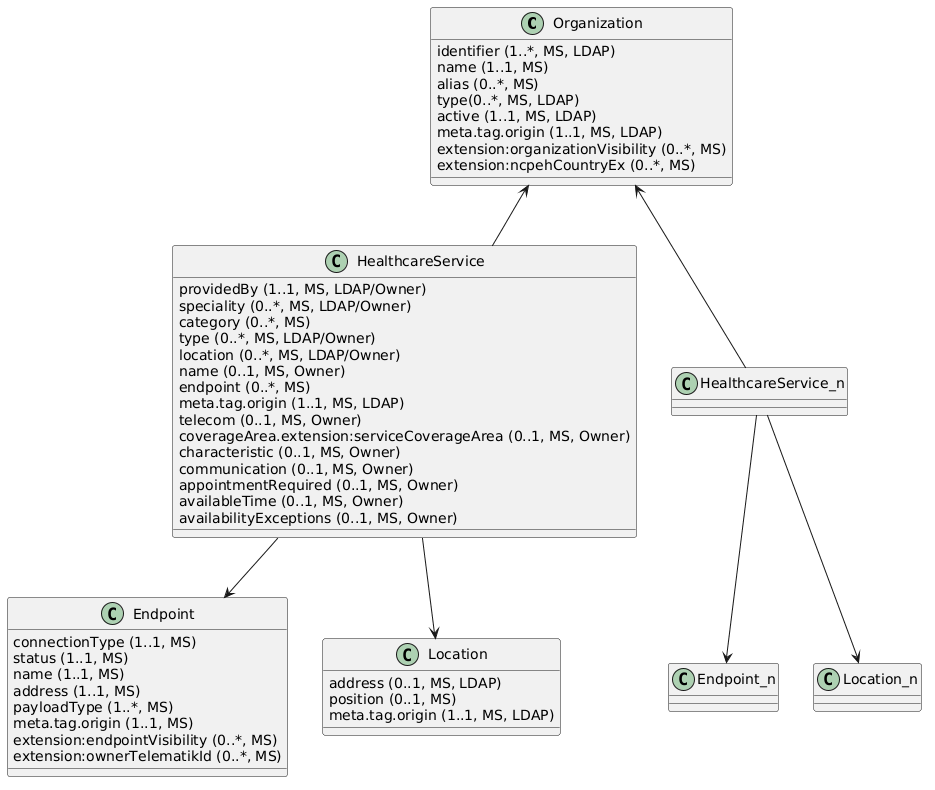 C Organization
identifier (1..*, MS, LDAP)
name (1..1, MS)
alias (0..*, MS)
type(0..*, MS, LDAP)
active (1..1, MS, LDAP)
meta.tag.origin (1..1, MS, LDAP)
extension:organizationVisibility (0..*, MS)
extension:ncpehCountryEx (0..*, MS)
C HealthcareService
providedBy (1..1, MS, LDAP/Owner)
speciality (0..*, MS, LDAP/Owner)
category (0..*, MS)
type (0..*, MS, LDAP/Owner)
location (0..*, MS, LDAP/Owner)
name (0..1, MS, Owner)
endpoint (0..*, MS)
meta.tag.origin (1..1, MS, LDAP)
telecom (0..1, MS, Owner)
coverageArea.extension:serviceCoverageArea (0..1, MS, Owner)
characteristic (0..1, MS, Owner)
communication (0..1, MS, Owner)
appointmentRequired (0..1, MS, Owner)
availableTime (0..1, MS, Owner)
availabilityExceptions (0..1, MS, Owner)
C HealthcareService_n
C Endpoint
connectionType (1..1, MS)
status (1..1, MS)
name (1..1, MS)
address (1..1, MS)
payloadType (1..*, MS)
meta.tag.origin (1..1, MS)
extension:endpointVisibility (0..*, MS)
extension:ownerTelematikId (0..*, MS)
C Location
address (0..1, MS, LDAP)
position (0..1, MS)
meta.tag.origin (1..1, MS, LDAP)
C Endpoint_n
C Location_n